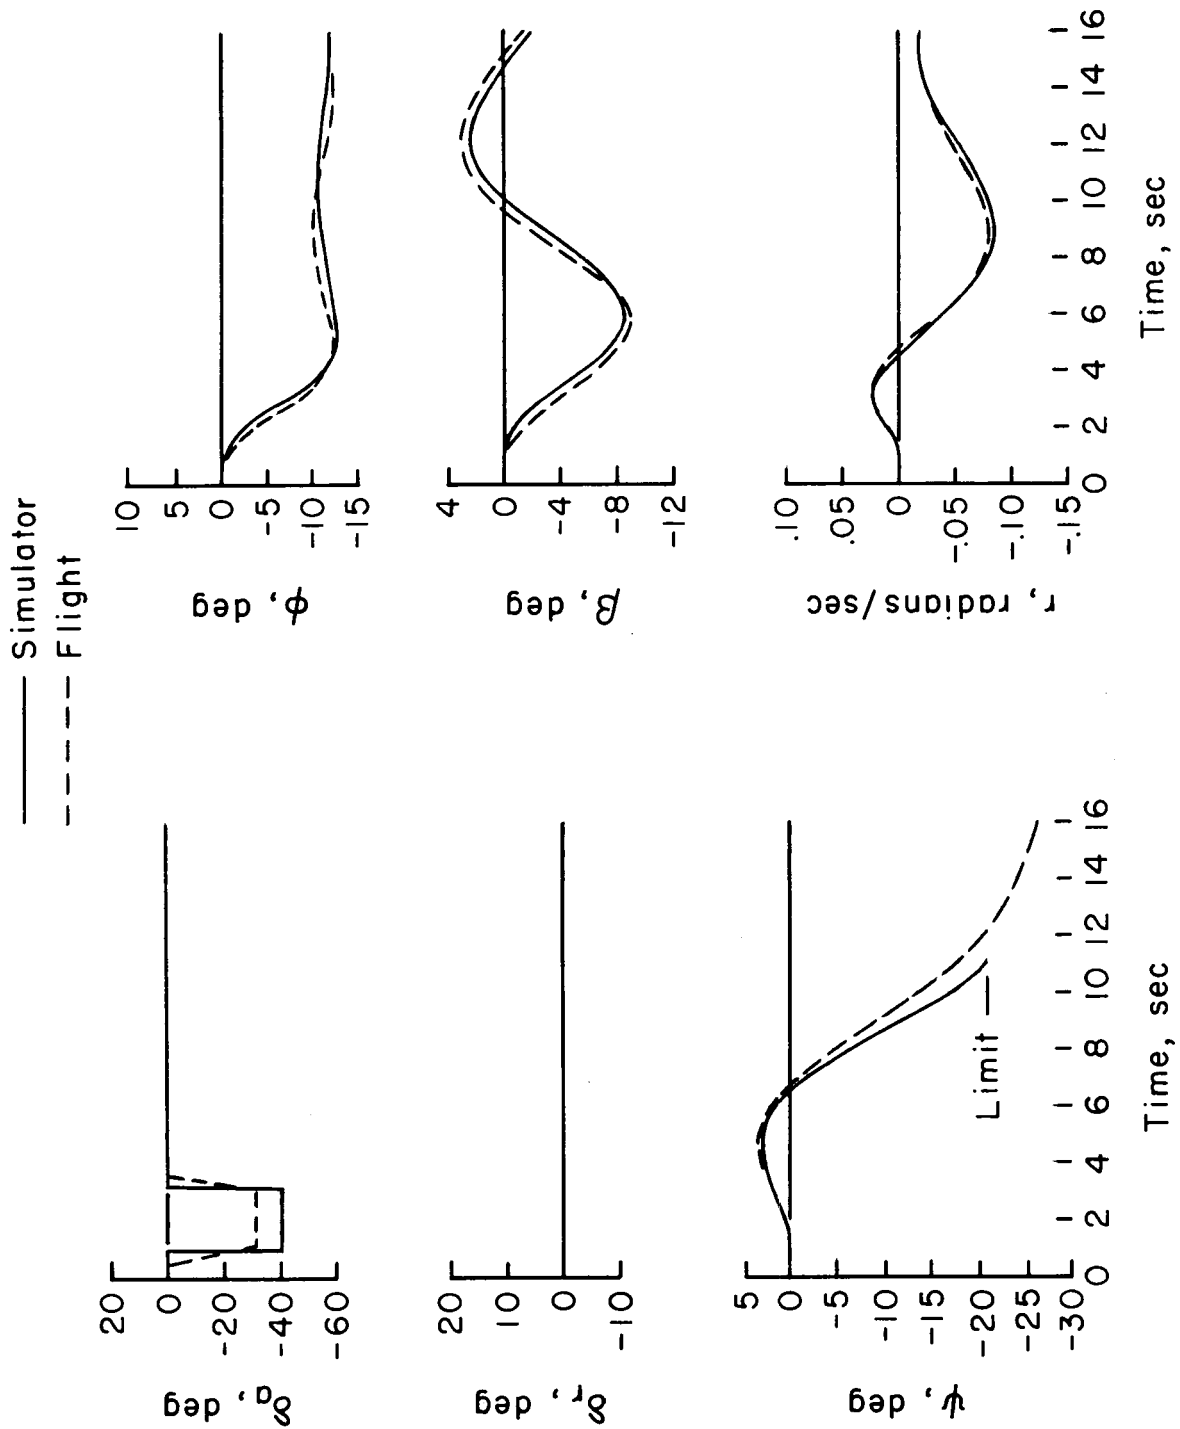 Simulator
Flight
δa, deg
20
0
-20
-40
-60
δr, deg
20
10
0
-10
ψ, deg
5
0
-5
-10
-15
-20
-25
-30
Limit
0 2 4 6 8 10 12 14 16
Time, sec
φ, deg
10
5
0
-5
-10
-15
β, deg
4
0
-4
-8
-12
r, radians/sec
.10
.05
0
-.05
-.10
-.15
0 2 4 6 8 10 12 14 16
Time, sec